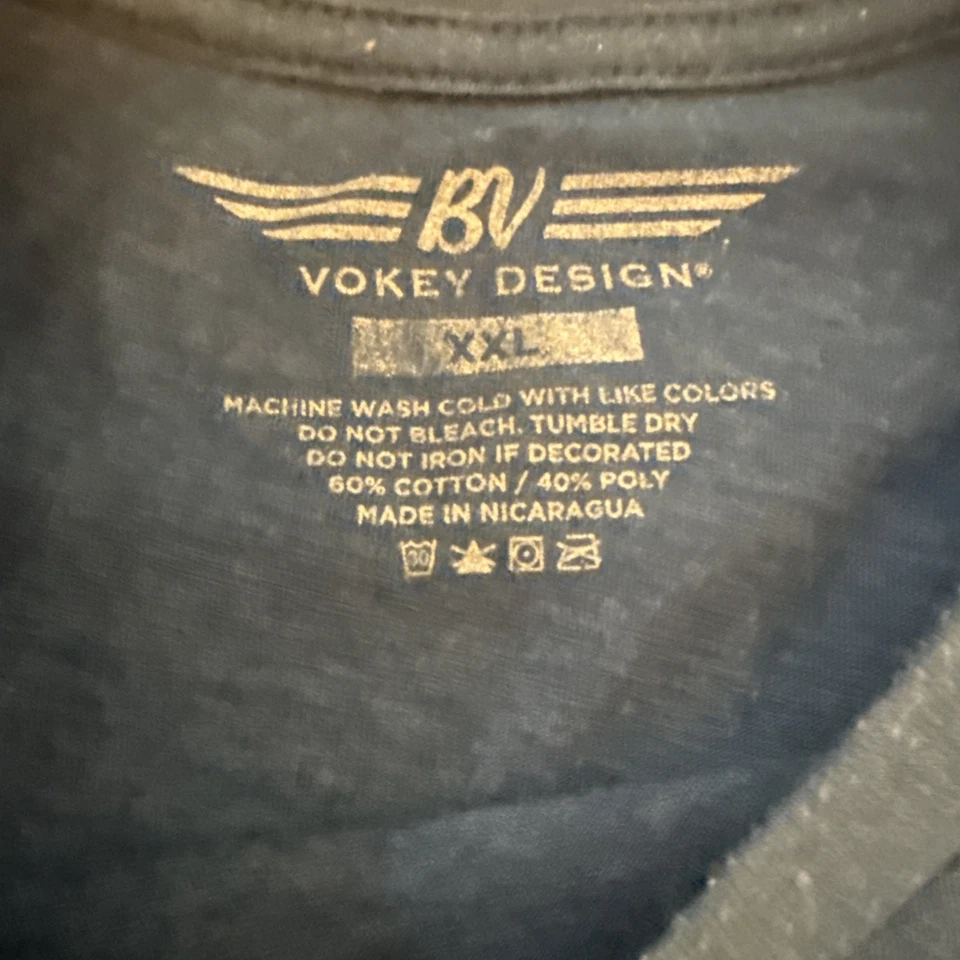 BV
VOKEY DESIGN®
XXL
MACHINE WASH COLD WITH LIKE COLORS
DO NOT BLEACH. TUMBLE DRY
DO NOT IRON IF DECORATED
60% COTTON / 40% POLY
MADE IN NICARAGUA
30